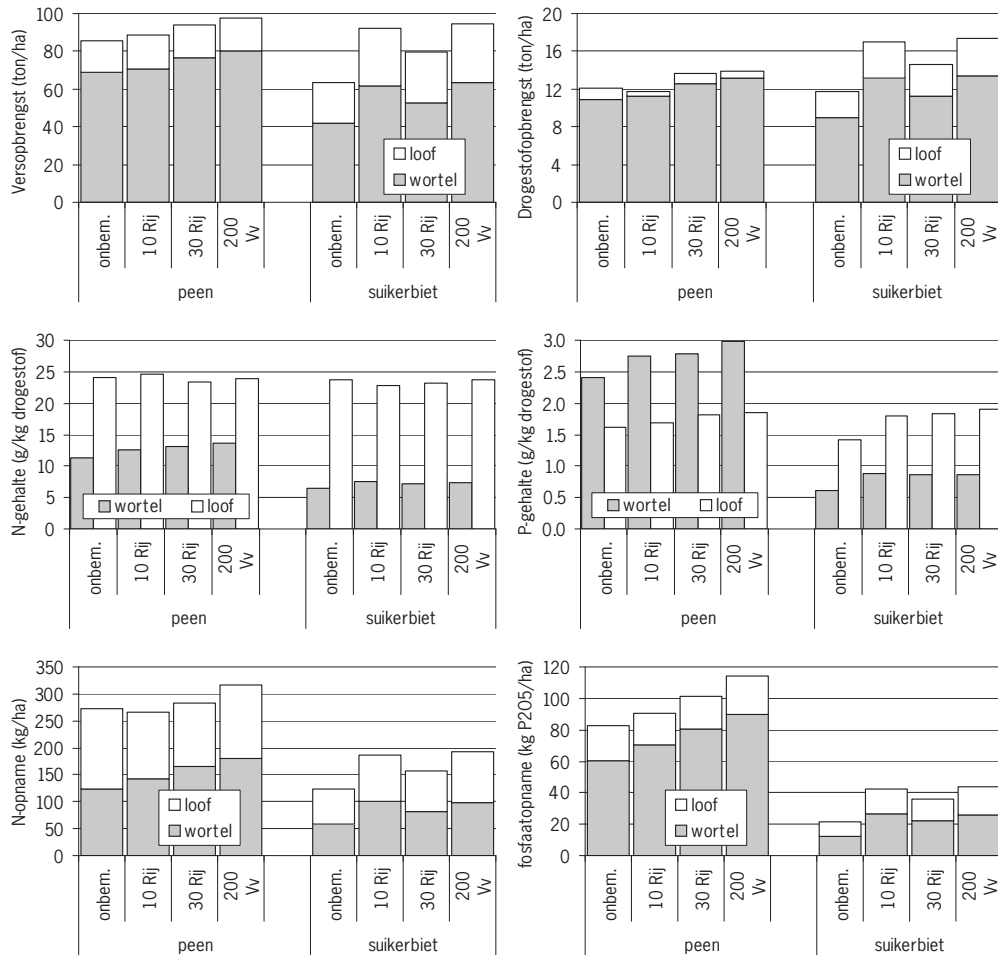 Versopbrengst (ton/ha)
100
80
60
40
20
0
loof
wortel
onbem.
10 Rij
30 Rij
200 Vv
onbem.
10 Rij
30 Rij
200 Vv
peen
suikerbiet
Drogestofopbrengst (ton/ha)
20
16
12
8
4
0
loof
wortel
onbem.
10 Rij
30 Rij
200 Vv
onbem.
10 Rij
30 Rij
200 Vv
peen
suikerbiet
N-gehalte (g/kg drogestof)
30
25
20
15
10
5
0
wortel loof
onbem.
10 Rij
30 Rij
200 Vv
onbem.
10 Rij
30 Rij
200 Vv
peen
suikerbiet
P-gehalte (g/kg drogestof)
3.0
2.5
2.0
1.5
1.0
0.5
0.0
wortel loof
onbem.
10 Rij
30 Rij
200 Vv
onbem.
10 Rij
30 Rij
200 Vv
peen
suikerbiet
N-opname (kg/ha)
350
300
250
200
150
100
50
0
loof
wortel
onbem.
10 Rij
30 Rij
200 Vv
onbem.
10 Rij
30 Rij
200 Vv
peen
suikerbiet
fosfaatopname (kg P2O5/ha)
120
100
80
60
40
20
0
loof
wortel
onbem.
10 Rij
30 Rij
200 Vv
onbem.
10 Rij
30 Rij
200 Vv
peen
suikerbiet